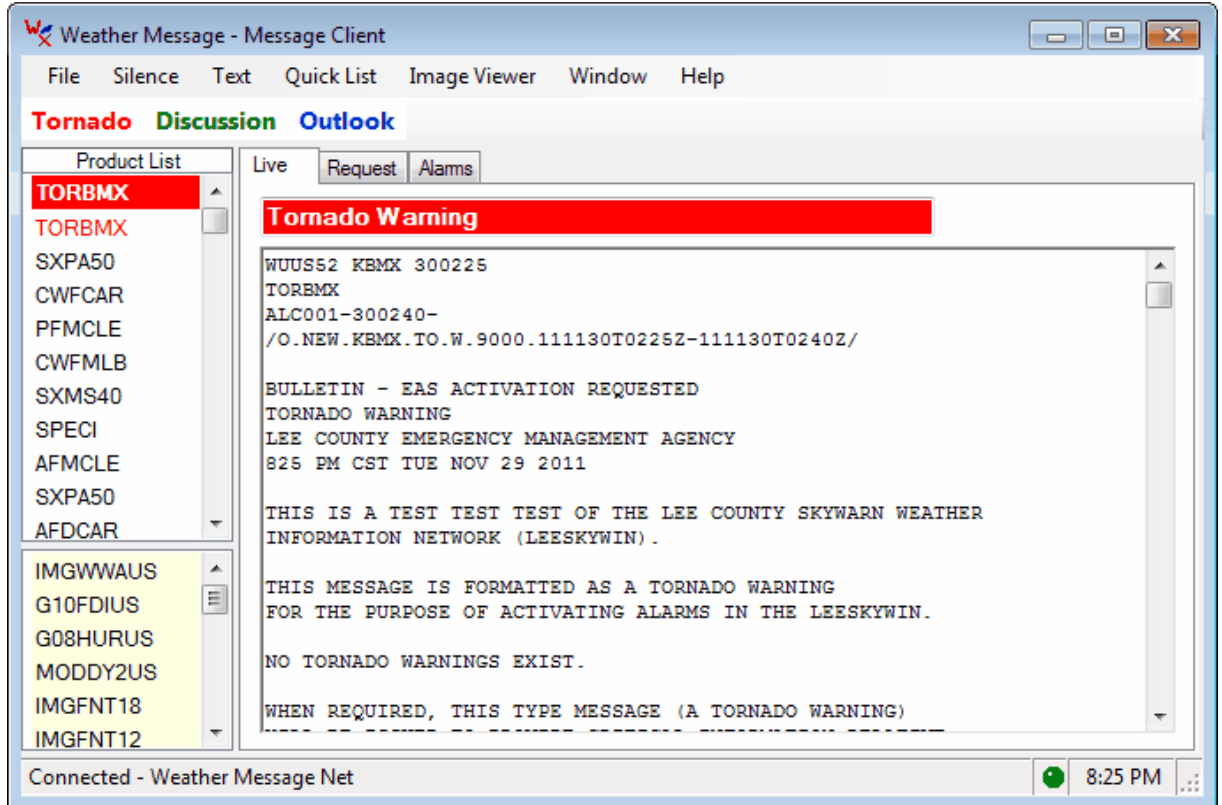 Weather Message - Message Client
File Silence Text Quick List Image Viewer Window Help
Tornado Discussion Outlook
Product List
TORBMX
TORBMX
SXPA50
CWFCAR
PFMCLE
CWFMLB
SXMS40
SPECI
AFMCLE
SXPA50
AFDCAR
IMGWWAUS
G10FDIUS
G08HURUS
MODDY2US
IMGFNT18
IMGFNT12
Live Request Alarms
Tornado Warning
WUUS52 KBMX 300225
TORBMX
ALC001-300240-
/O.NEW.KBMX.TO.W.9000.111130T0225Z-111130T0240Z/
BULLETIN - EAS ACTIVATION REQUESTED
TORNADO WARNING
LEE COUNTY EMERGENCY MANAGEMENT AGENCY
825 PM CST TUE NOV 29 2011
THIS IS A TEST TEST TEST OF THE LEE COUNTY SKYWARN WEATHER
INFORMATION NETWORK (LEESKYWIN).
THIS MESSAGE IS FORMATTED AS A TORNADO WARNING
FOR THE PURPOSE OF ACTIVATING ALARMS IN THE LEESKYWIN.
NO TORNADO WARNINGS EXIST.
WHEN REQUIRED, THIS TYPE MESSAGE (A TORNADO WARNING)
Connected - Weather Message Net
8:25 PM